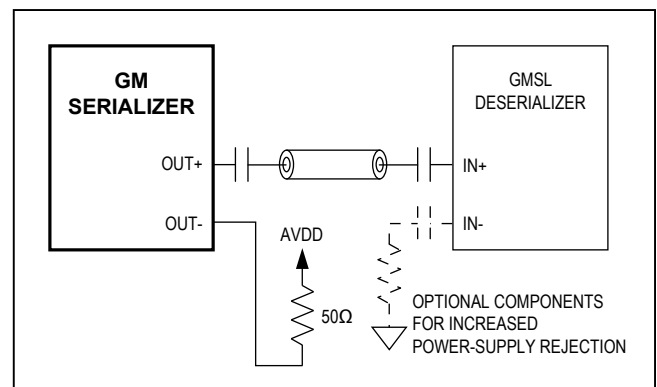 GM
SERIALIZER
GMSL
DESERIALIZER
OUT+
IN+
OUT-
AVDD
IN-
50Ω
OPTIONAL COMPONENTS
FOR INCREASED
POWER-SUPPLY REJECTION